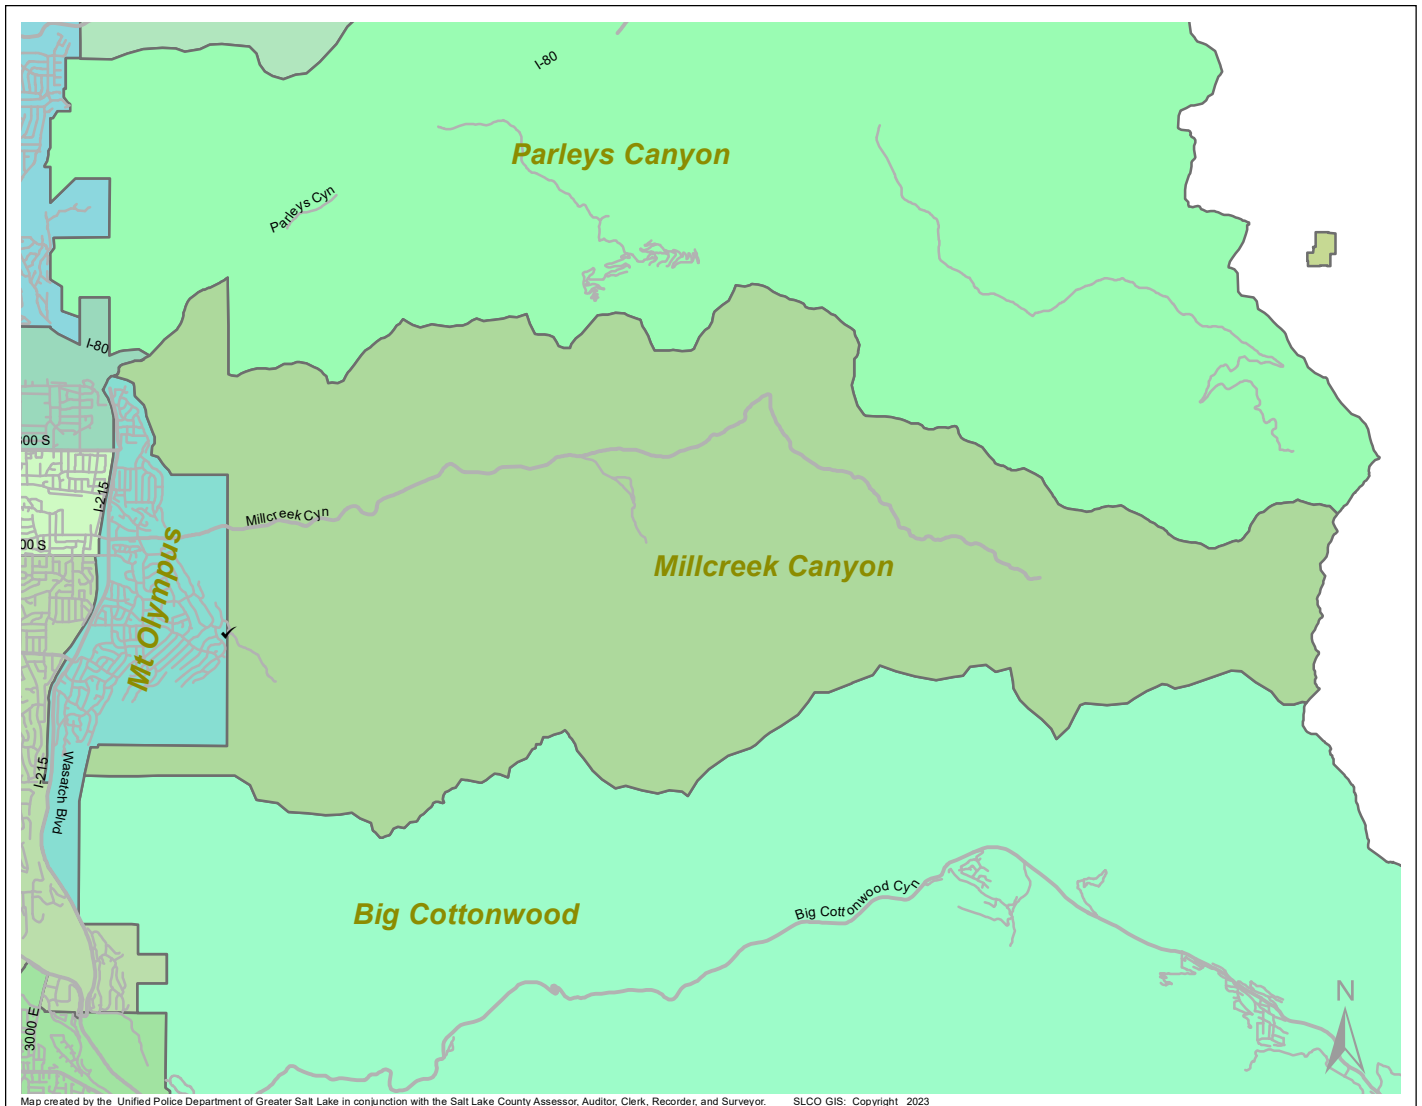 I-80
Parleys Canyon
Parleys Cyn
I-80
00 S
I-215
Millcreek Cyn
00 S
Millcreek Canyon
Mt Olympus
I-215
Wasatch Blvd
Big Cottonwood Cyn
Big Cottonwood
N
3000 E
Map created by the Unified Police Department of Greater Salt Lake in conjunction with the Salt Lake County Assessor, Auditor, Clerk, Recorder, and Surveyor. SLCO GIS: Copyright 2023